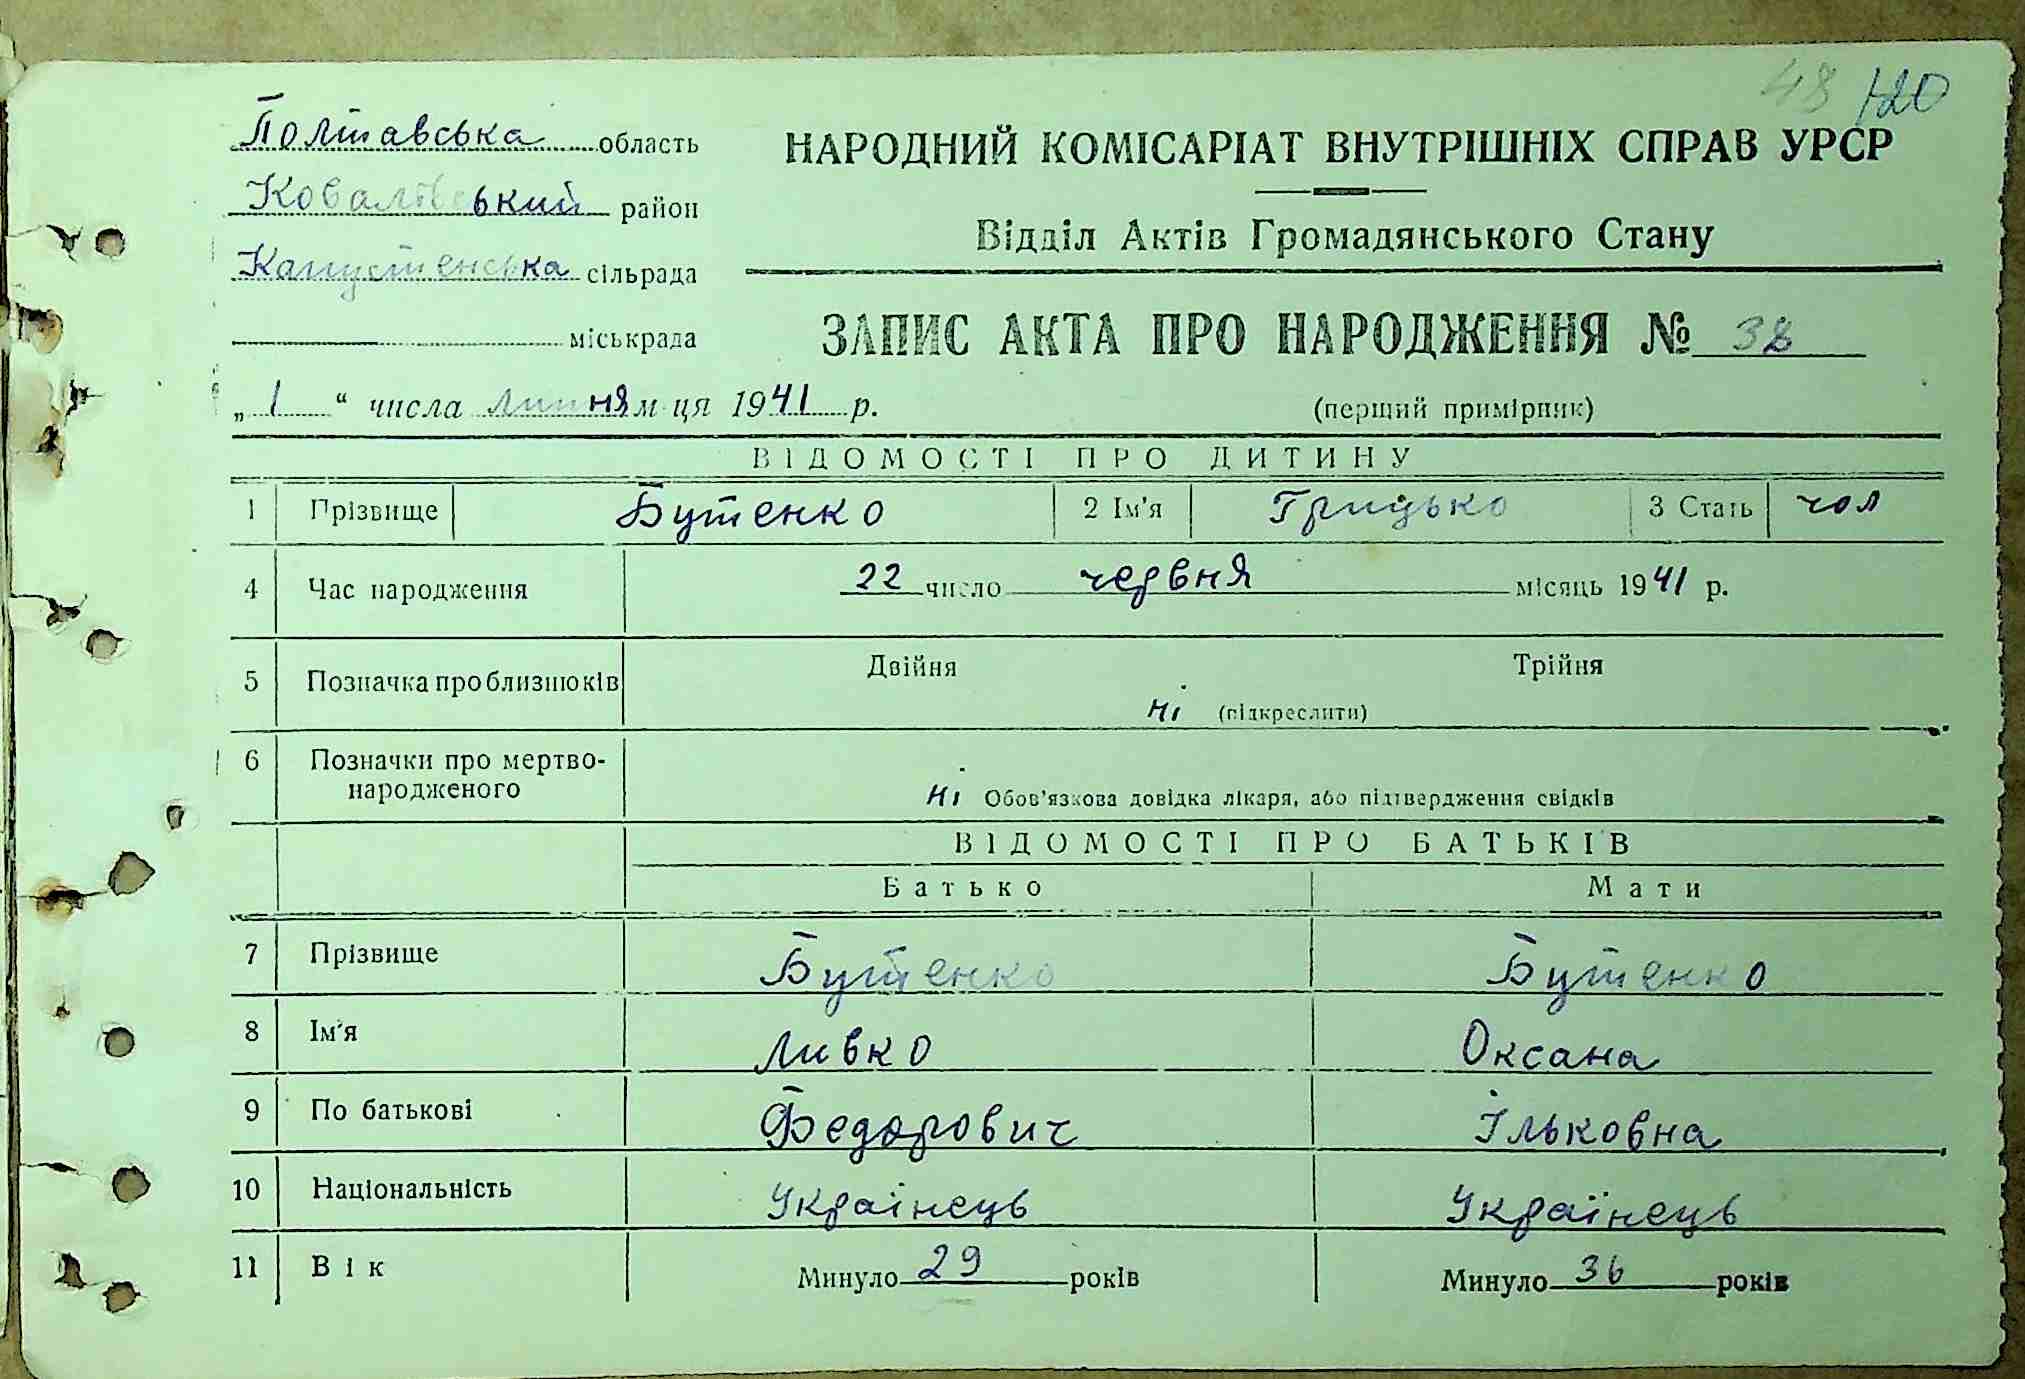 48 120
Полтавська область
НАРОДНИЙ КОМІСАРІАТ ВНУТРІШНІХ СПРАВ УРСР
Ковалівський район
Відділ Актів Громадянського Стану
Капустенська сільрада
міськрада
ЗАПИС АКТА ПРО НАРОДЖЕННЯ № 38
„ 1 “ числа липня м-ця 1941 р.
(перший примірник)
ВІДОМОСТІ ПРО ДИТИНУ
1 Прізвище Бутенко 2 Ім'я Грицько 3 Стать чол
4 Час народження 22 число червня місяць 1941 р.
5 Позначка про близнюків Двійня Трійня
ні (підкреслити)
6 Позначки про мертво-
народженого
ні Обов'язкова довідка лікаря, або підтвердження свідків
ВІДОМОСТІ ПРО БАТЬКІВ
Батько Мати
7 Прізвище Бутенко Бутенко
8 Ім'я Ливко Оксана
9 По батькові Федорович Ільковна
10 Національність Українець Українець
11 Вік Минуло 29 років Минуло 36 років